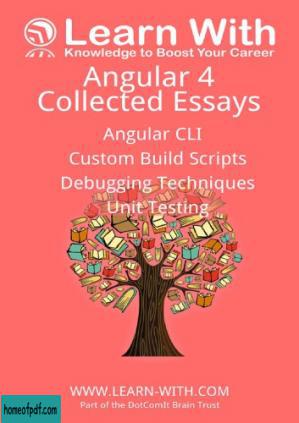 Learn With
Knowledge to Boost Your Career
Angular 4
Collected Essays
Angular CLI
Custom Build Scripts
Debugging Techniques
Unit Testing
WWW.LEARN-WITH.COM
Part of the DotComIt Brain Trust
homeofpdf.com